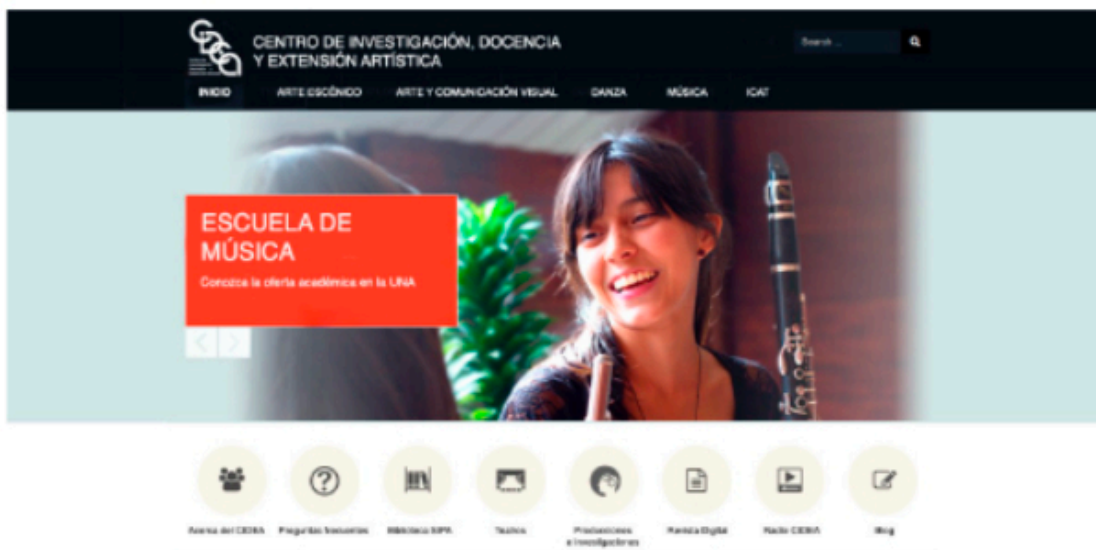 CENTRO DE INVESTIGACIÓN, DOCENCIA
Y EXTENSIÓN ARTÍSTICA
Search ...
INICIO ARTE ESCÉNICO ARTE Y COMUNICACIÓN VISUAL DANZA MÚSICA ICAT
ESCUELA DE
MÚSICA
Conozca la oferta académica en la UNA
Acerca del CIDEA Preguntas frecuentes Biblioteca SIPA Teatros Producciones Revista Digital Radio CIDEA Blog
e investigaciones